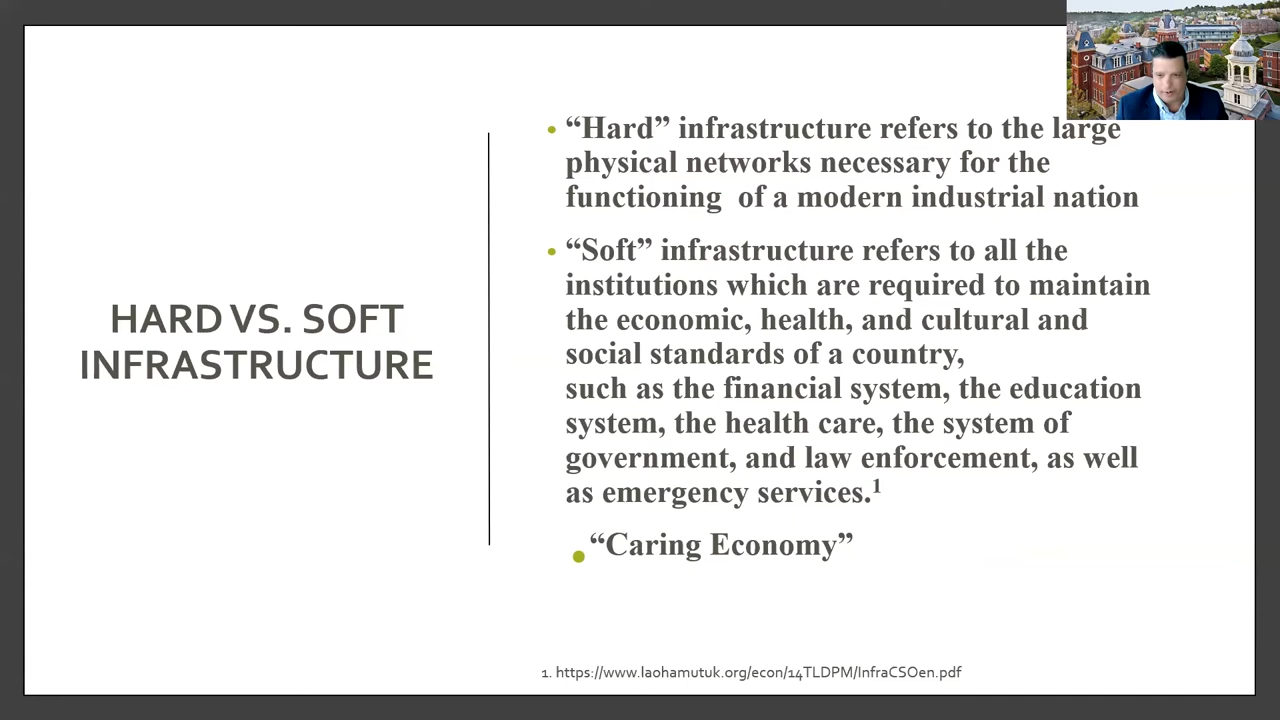 HARD VS. SOFT
INFRASTRUCTURE
• “Hard” infrastructure refers to the large
physical networks necessary for the
functioning of a modern industrial nation
• “Soft” infrastructure refers to all the
institutions which are required to maintain
the economic, health, and cultural and
social standards of a country,
such as the financial system, the education
system, the health care, the system of
government, and law enforcement, as well
as emergency services.¹
• “Caring Economy”
1. https://www.laohamutuk.org/econ/14TLDPM/InfraCSOen.pdf